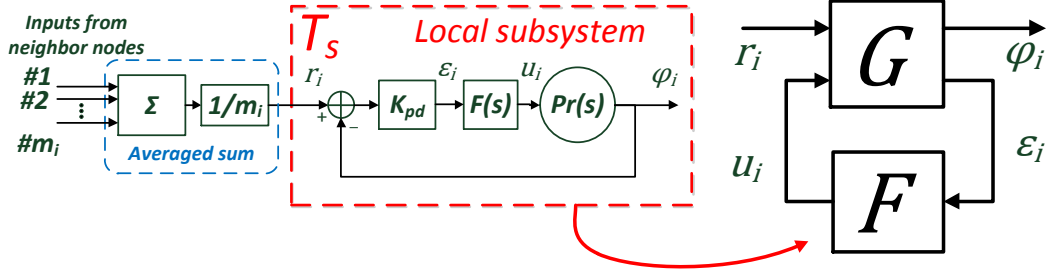 Inputs from
neighbor nodes
#1
#2
⋮
#mᵢ
Σ
1/mᵢ
Averaged sum
Tₛ
Local subsystem
rᵢ
+
−
K_pd
εᵢ
F(s)
uᵢ
Pr(s)
φᵢ
rᵢ
G
φᵢ
uᵢ
F
εᵢ